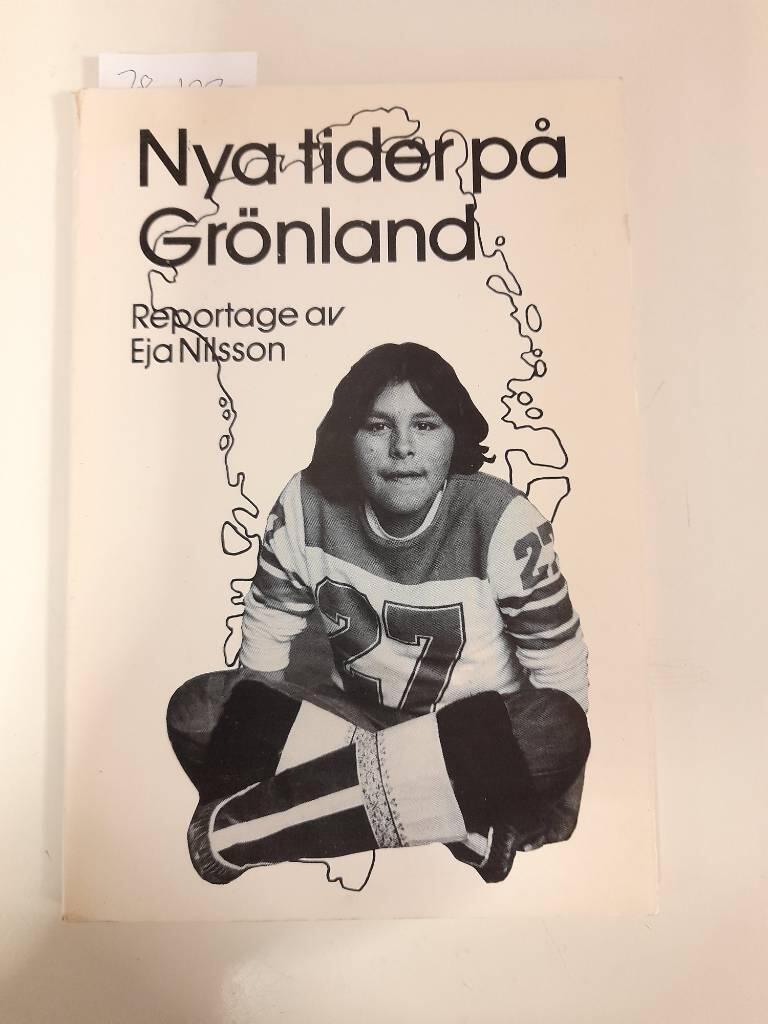 Nya tider på
Grönland
Reportage av
Eja Nilsson
27
27